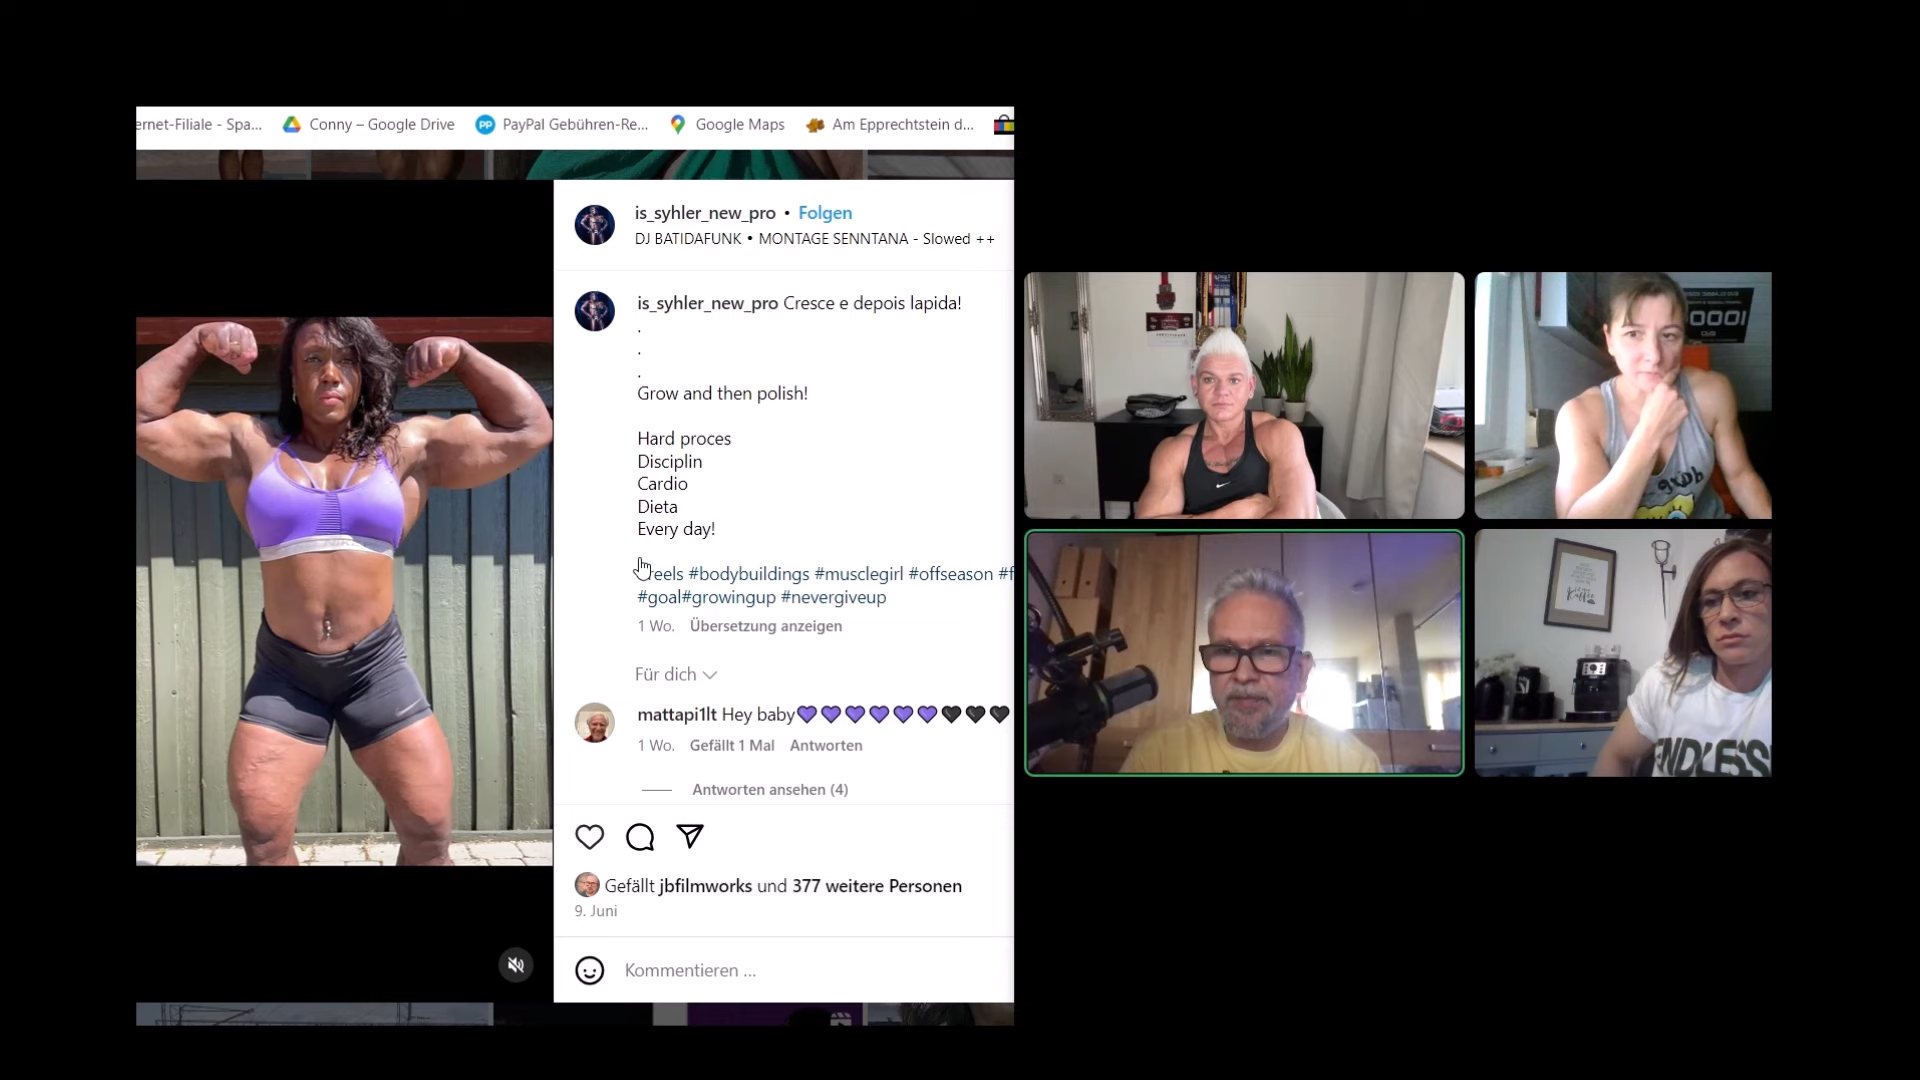 ernet-Filiale - Spa...
Conny – Google Drive
PayPal Gebühren-Re...
Google Maps
Am Epprechtstein d...
is_syhler_new_pro • Folgen
DJ BATIDAFUNK • MONTAGE SENNTANA - Slowed ++
is_syhler_new_pro Cresce e depois lapida!
.
.
.
Grow and then polish!
Hard proces
Disciplin
Cardio
Dieta
Every day!
reels #bodybuildings #musclegirl #offseason #f
#goal#growingup #nevergiveup
1 Wo. Übersetzung anzeigen
Für dich
mattapi1lt Hey baby💜💜💜💜💜💜🖤🖤🖤
1 Wo. Gefällt 1 Mal Antworten
Antworten ansehen (4)
Gefällt jbfilmworks und 377 weitere Personen
9. Juni
Kommentieren ...
ENDLESS
Kaffee